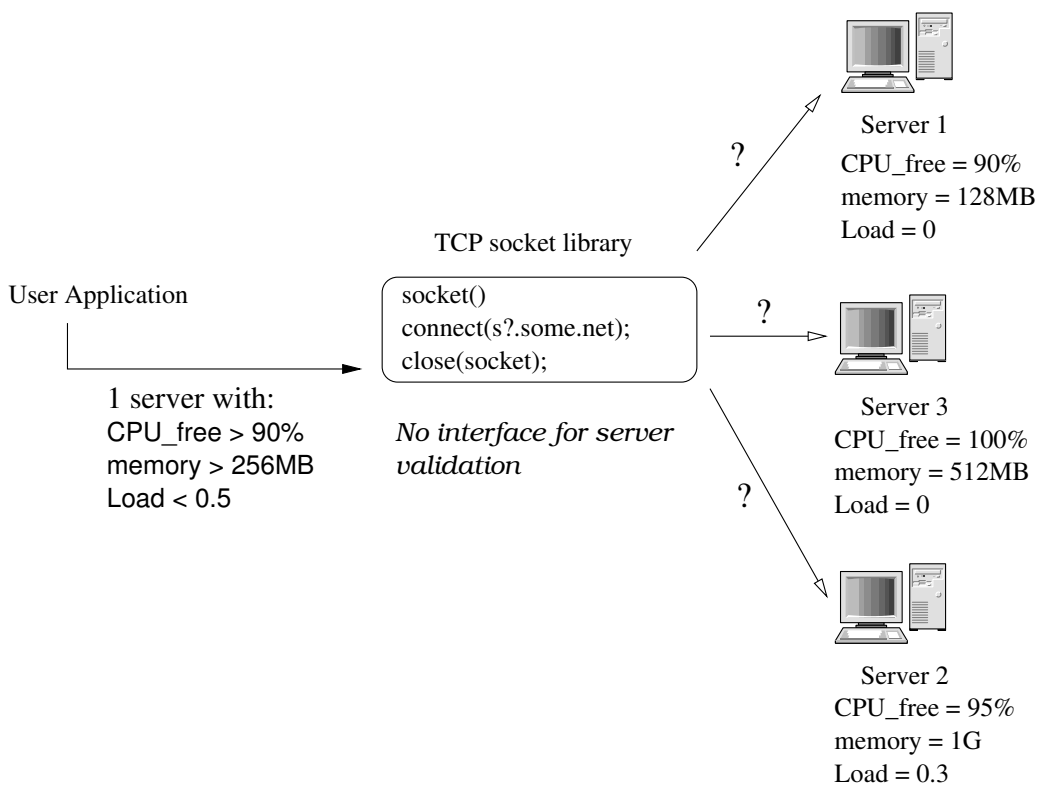 User Application
1 server with:
CPU_free > 90%
memory > 256MB
Load < 0.5
TCP socket library
socket()
connect(s?.some.net);
close(socket);
No interface for server
validation
?
?
?
Server 1
CPU_free = 90%
memory = 128MB
Load = 0
Server 3
CPU_free = 100%
memory = 512MB
Load = 0
Server 2
CPU_free = 95%
memory = 1G
Load = 0.3